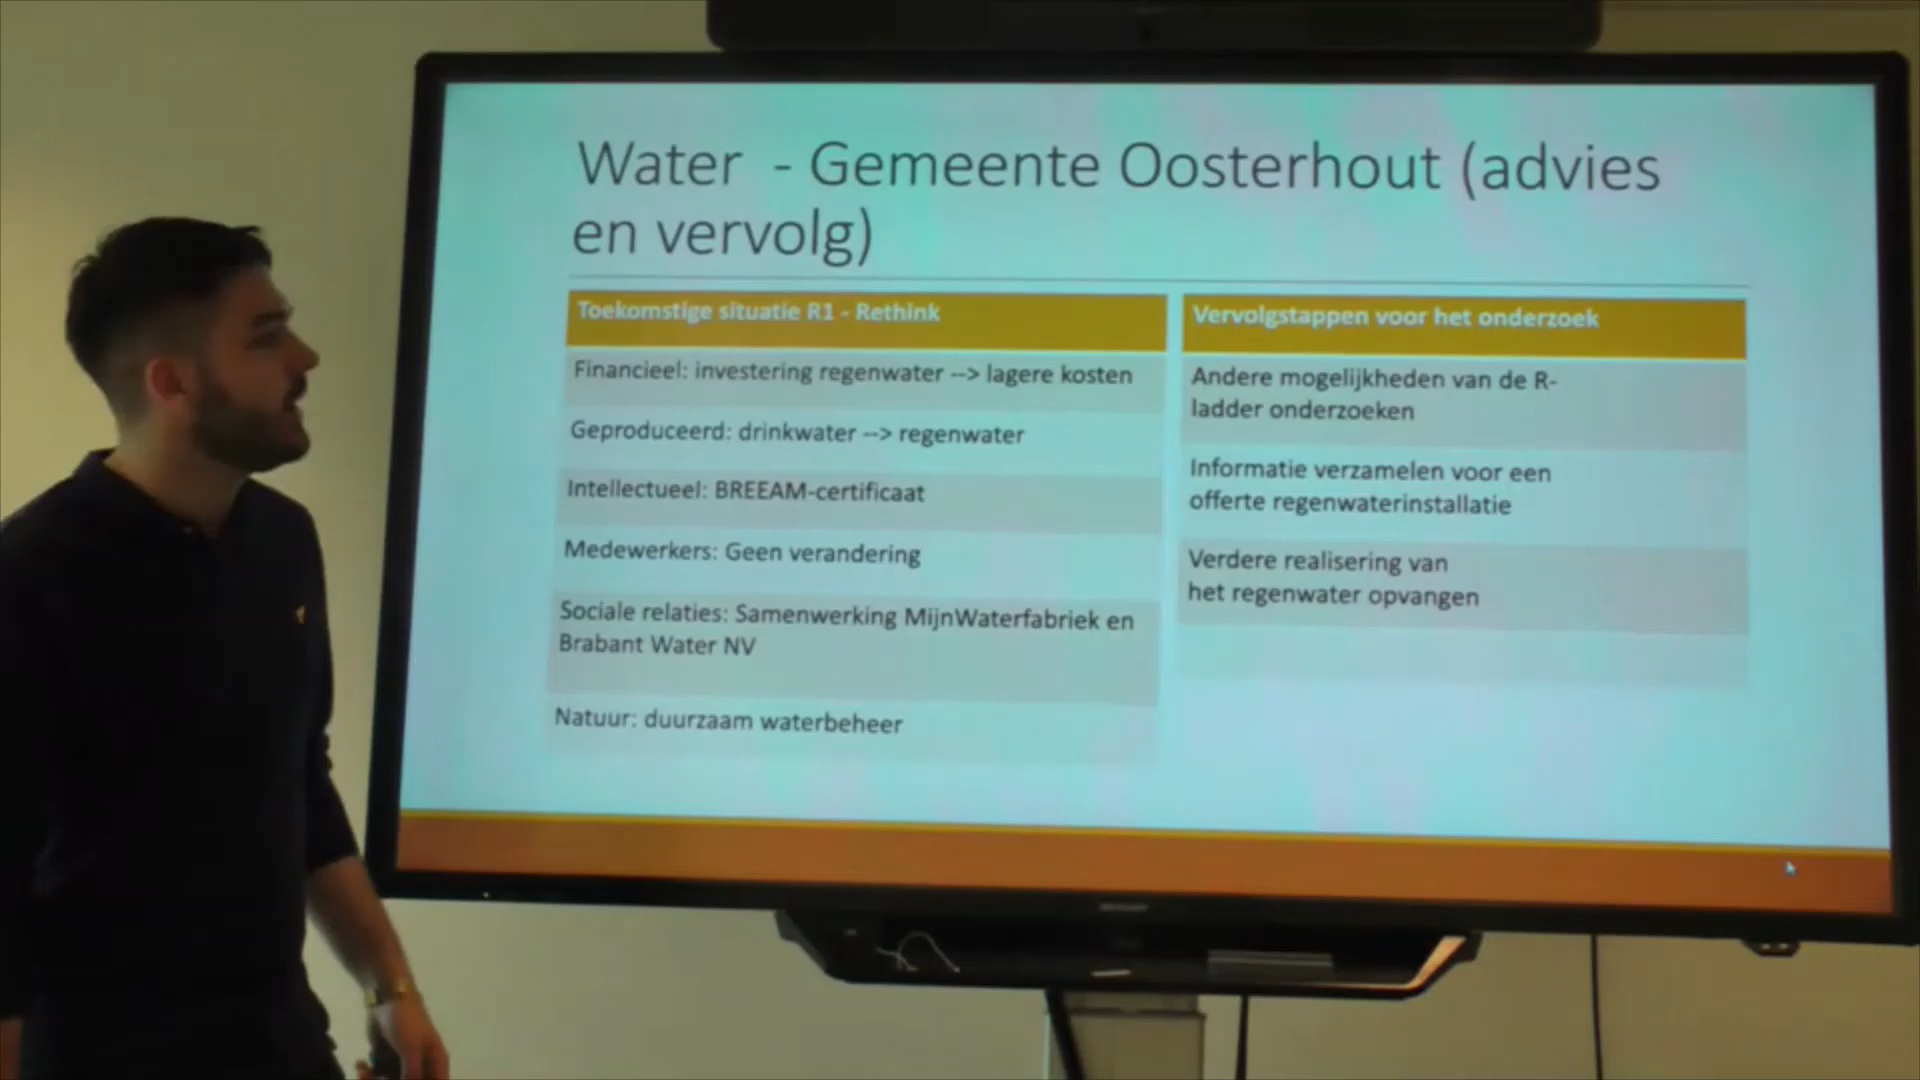 Water - Gemeente Oosterhout (advies
en vervolg)
Toekomstige situatie R1 - Rethink
Financieel: investering regenwater --> lagere kosten
Geproduceerd: drinkwater --> regenwater
Intellectueel: BREEAM-certificaat
Medewerkers: Geen verandering
Sociale relaties: Samenwerking MijnWaterfabriek en
Brabant Water NV
Natuur: duurzaam waterbeheer
Vervolgstappen voor het onderzoek
Andere mogelijkheden van de R-
ladder onderzoeken
Informatie verzamelen voor een
offerte regenwaterinstallatie
Verdere realisering van
het regenwater opvangen